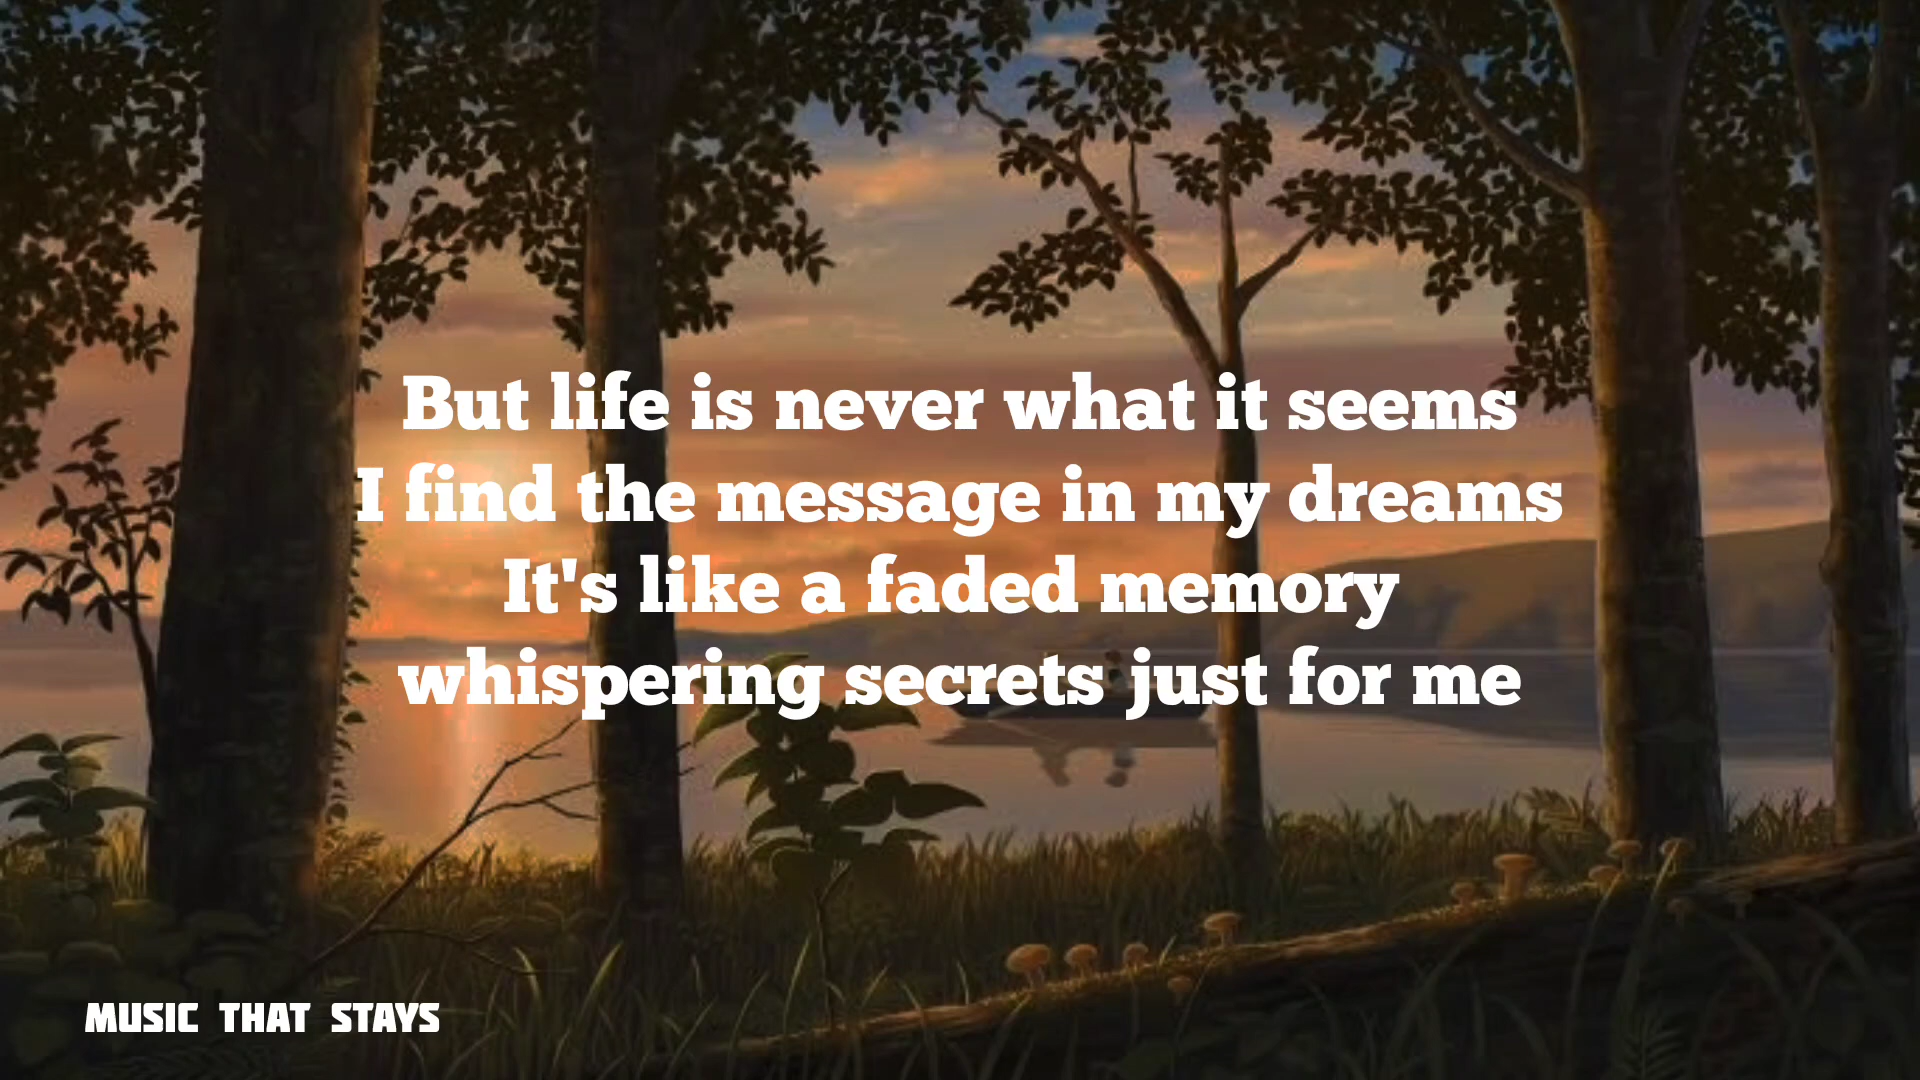 But life is never what it seems
I find the message in my dreams
It's like a faded memory
whispering secrets just for me
MUSIC THAT STAYS